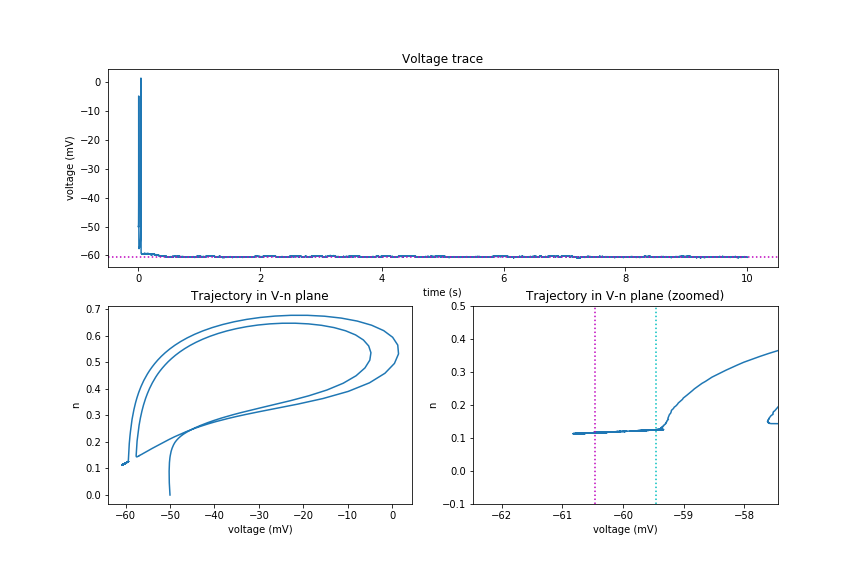 Voltage trace
voltage (mV)
0
−10
−20
−30
−40
−50
−60
0 2 4 6 8 10
time (s)
Trajectory in V-n plane
n
0.7
0.6
0.5
0.4
0.3
0.2
0.1
0.0
−60 −50 −40 −30 −20 −10 0
voltage (mV)
Trajectory in V-n plane (zoomed)
n
0.5
0.4
0.3
0.2
0.1
0.0
−0.1
−62 −61 −60 −59 −58
voltage (mV)